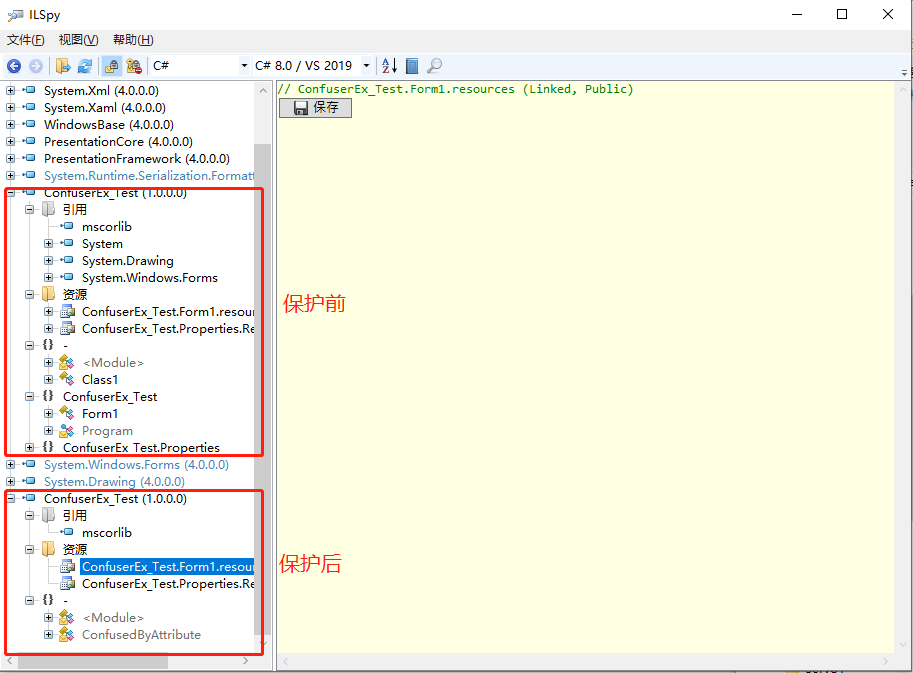 ILSpy
文件(F) 视图(V) 帮助(H)
C# C# 8.0 / VS 2019
System.Xml (4.0.0.0)
System.Xaml (4.0.0.0)
WindowsBase (4.0.0.0)
PresentationCore (4.0.0.0)
PresentationFramework (4.0.0.0)
System.Runtime.Serialization.Formatt
ConfuserEx_Test (1.0.0.0)
引用
mscorlib
System
System.Drawing
System.Windows.Forms
资源
ConfuserEx_Test.Form1.resour
ConfuserEx_Test.Properties.Re
{} -
<Module>
Class1
{} ConfuserEx_Test
Form1
Program
{} ConfuserEx_Test.Properties
System.Windows.Forms (4.0.0.0)
System.Drawing (4.0.0.0)
ConfuserEx_Test (1.0.0.0)
引用
mscorlib
资源
ConfuserEx_Test.Form1.resour
ConfuserEx_Test.Properties.Re
{} -
<Module>
ConfusedByAttribute
// ConfuserEx_Test.Form1.resources (Linked, Public)
保存
保护前
保护后